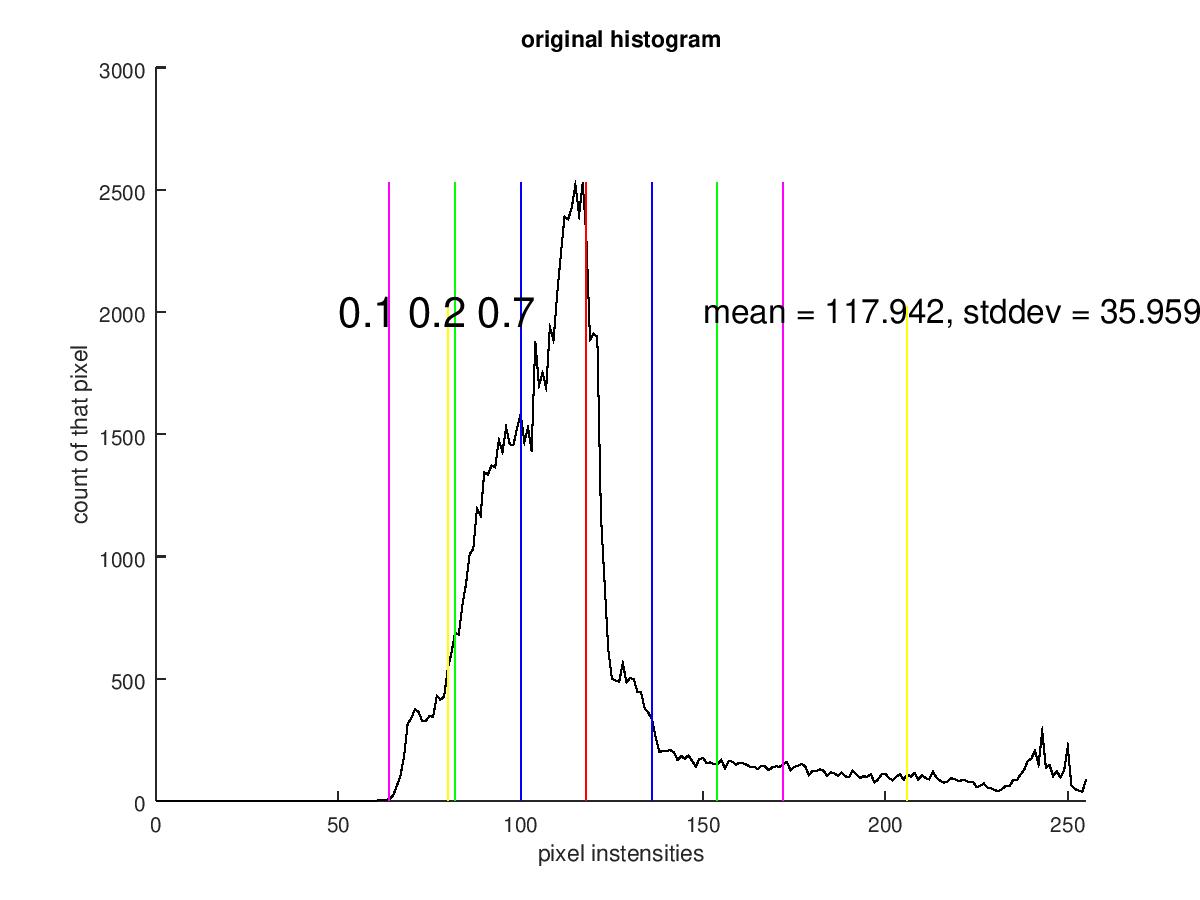 original histogram
3000
2500
2000
1500
1000
500
0
count of that pixel
0.1 0.2 0.7
mean = 117.942, stddev = 35.959
0 50 100 150 200 250
pixel instensities